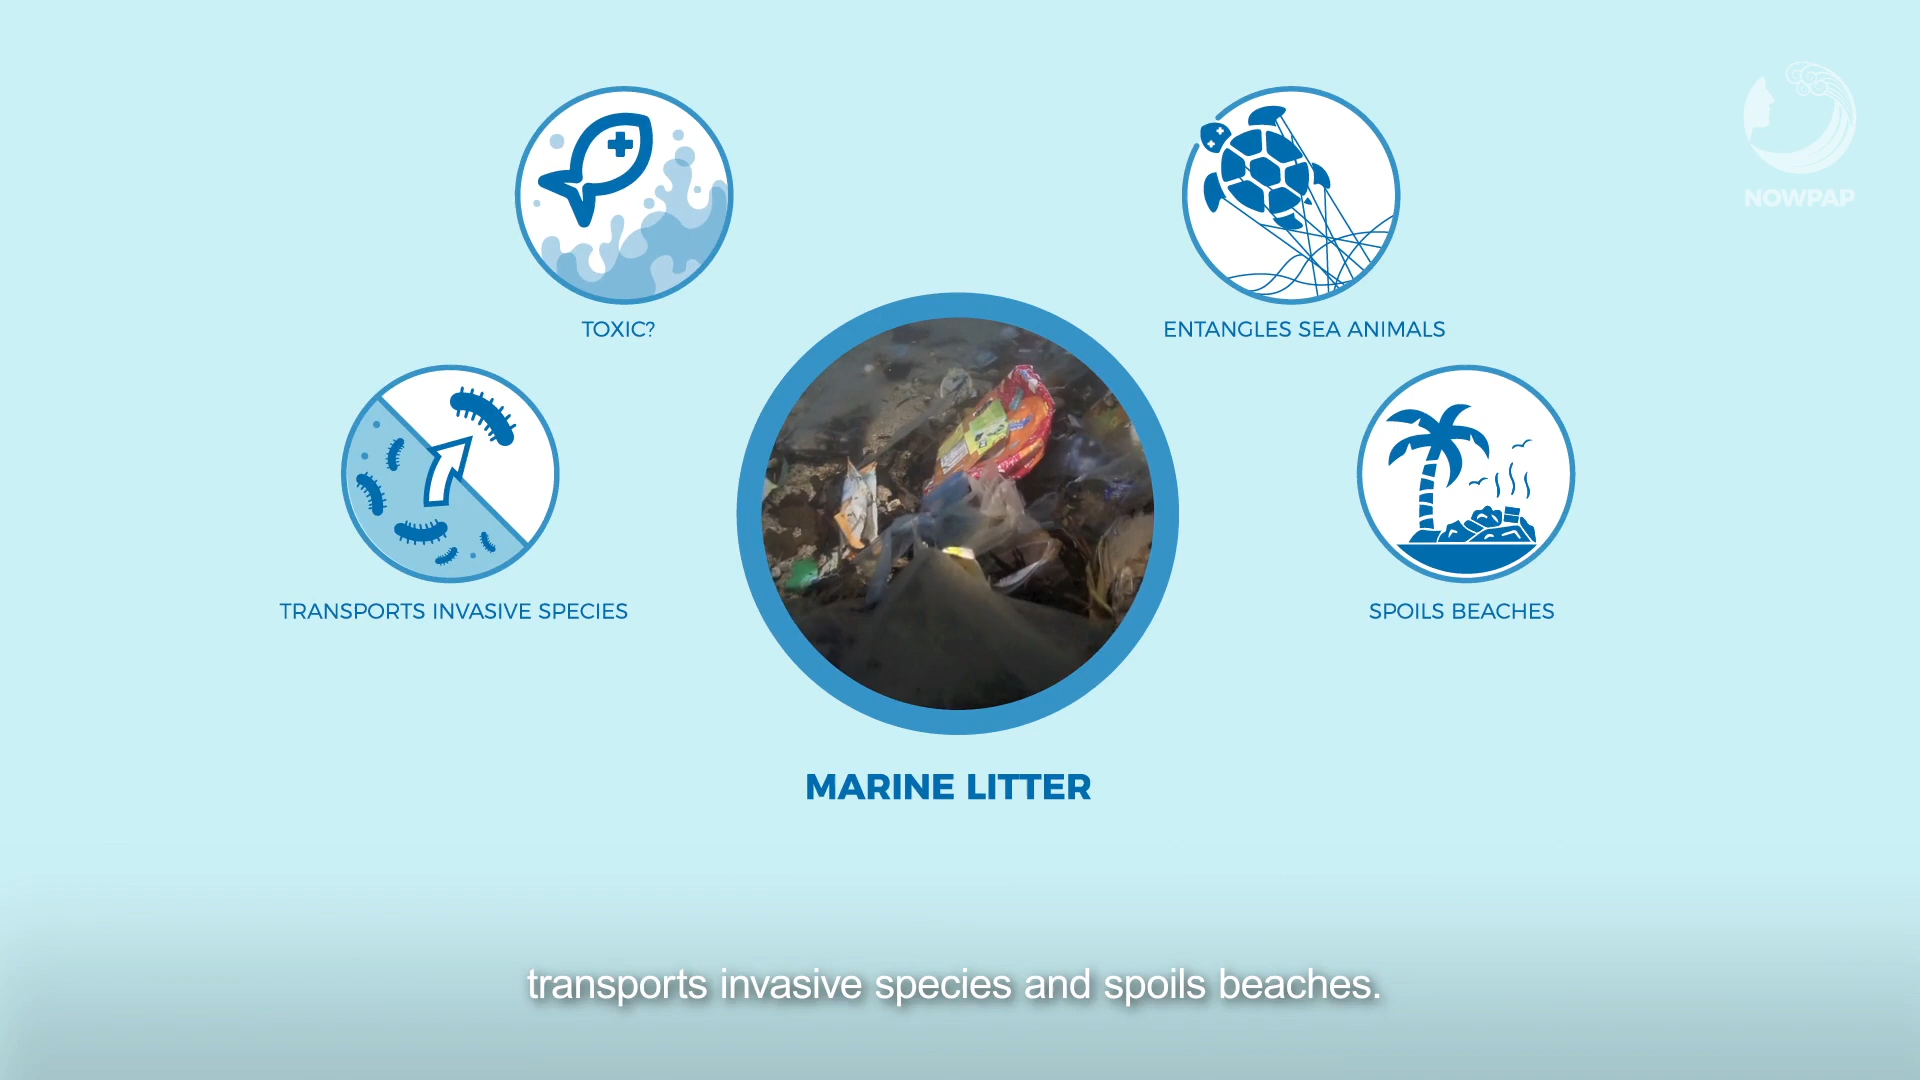 NOWPAP
TOXIC?
ENTANGLES SEA ANIMALS
TRANSPORTS INVASIVE SPECIES
SPOILS BEACHES
MARINE LITTER
transports invasive species and spoils beaches.